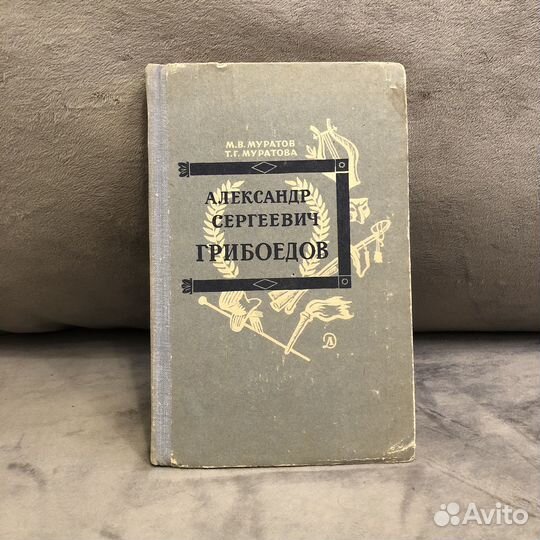 М.В. МУРАТОВ
Т.Г. МУРАТОВА
АЛЕКСАНДР
СЕРГЕЕВИЧ
ГРИБОЕДОВ
Д
Avito